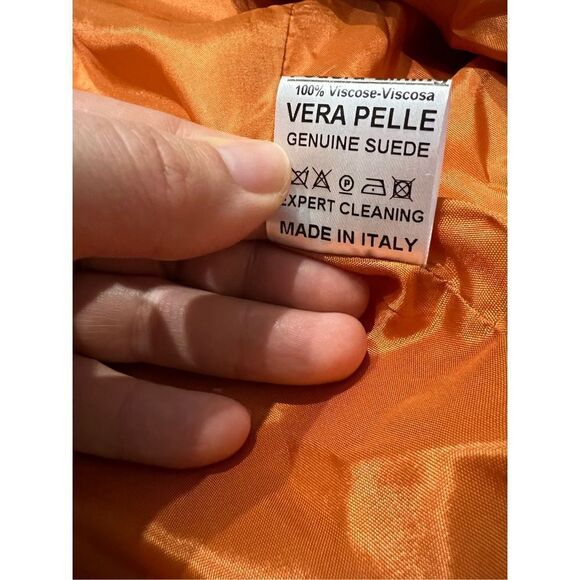 100% Viscose-Viscosa
VERA PELLE
GENUINE SUEDE
P
EXPERT CLEANING
MADE IN ITALY